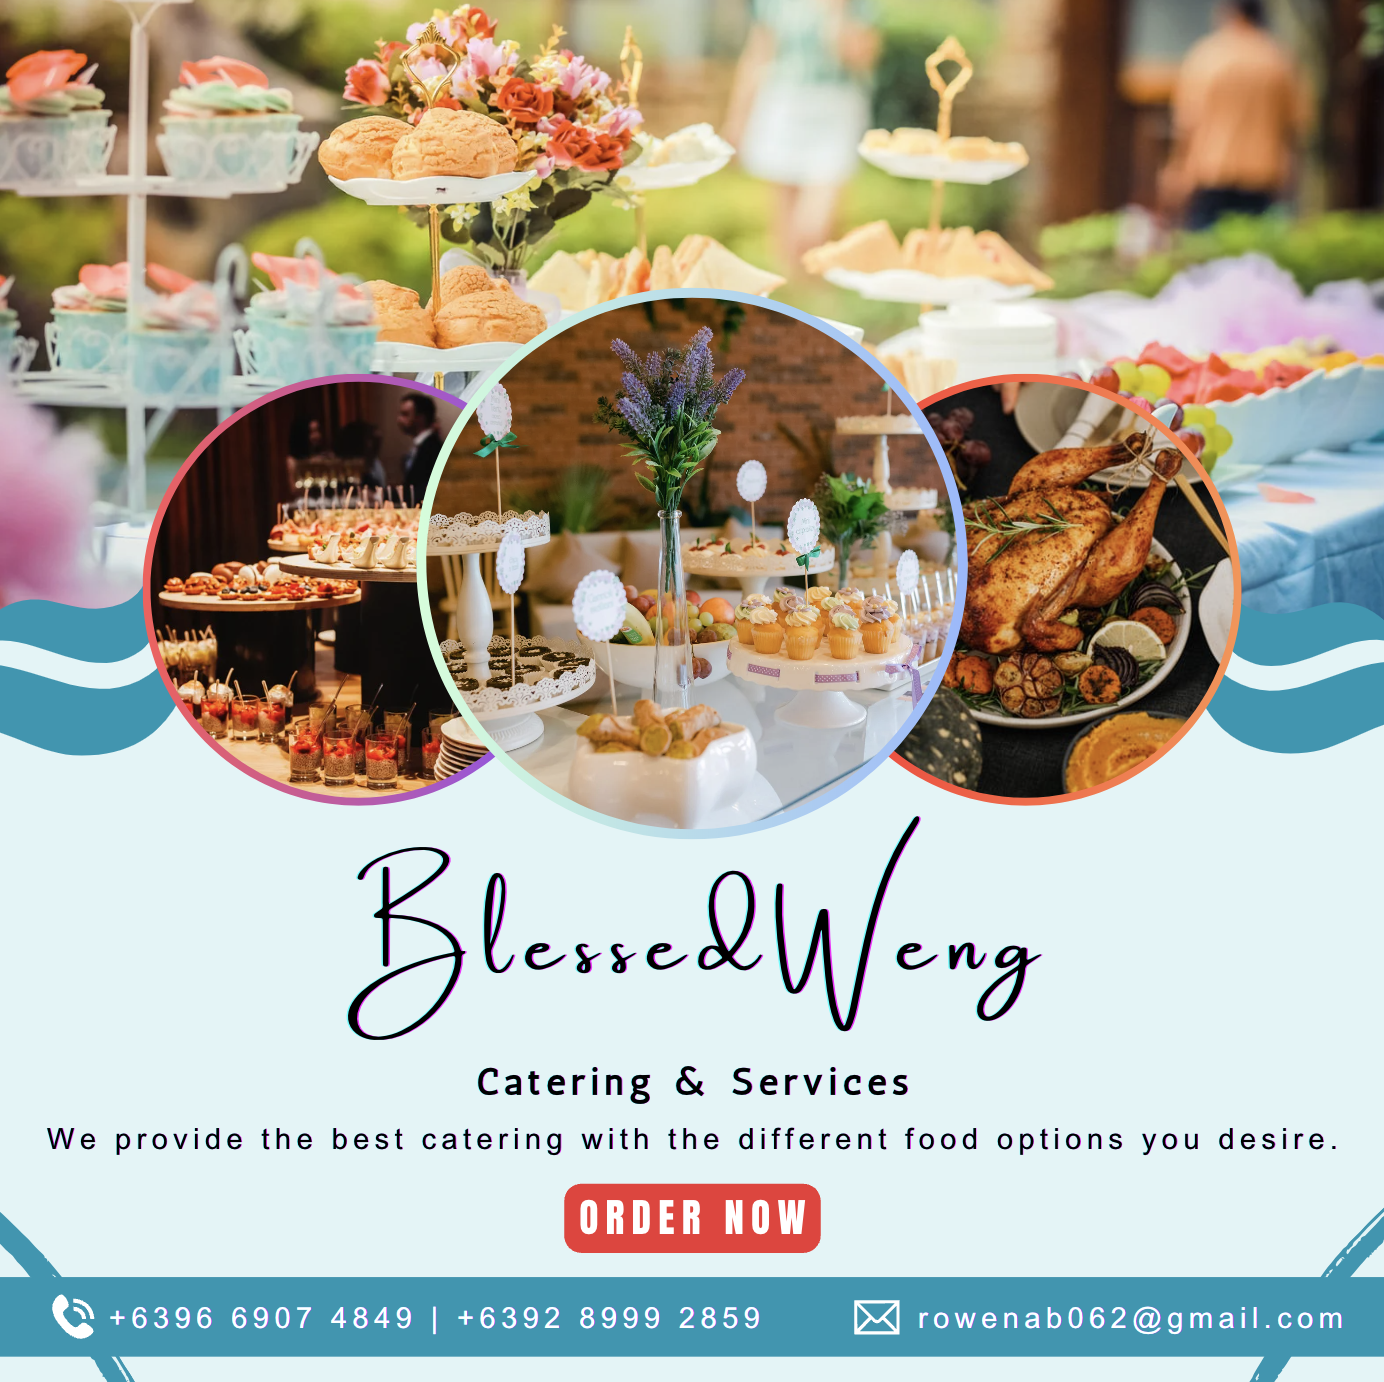 BlessedWeng
Catering & Services
We provide the best catering with the different food options you desire.
ORDER NOW
+6396 6907 4849 | +6392 8999 2859
rowenab062@gmail.com